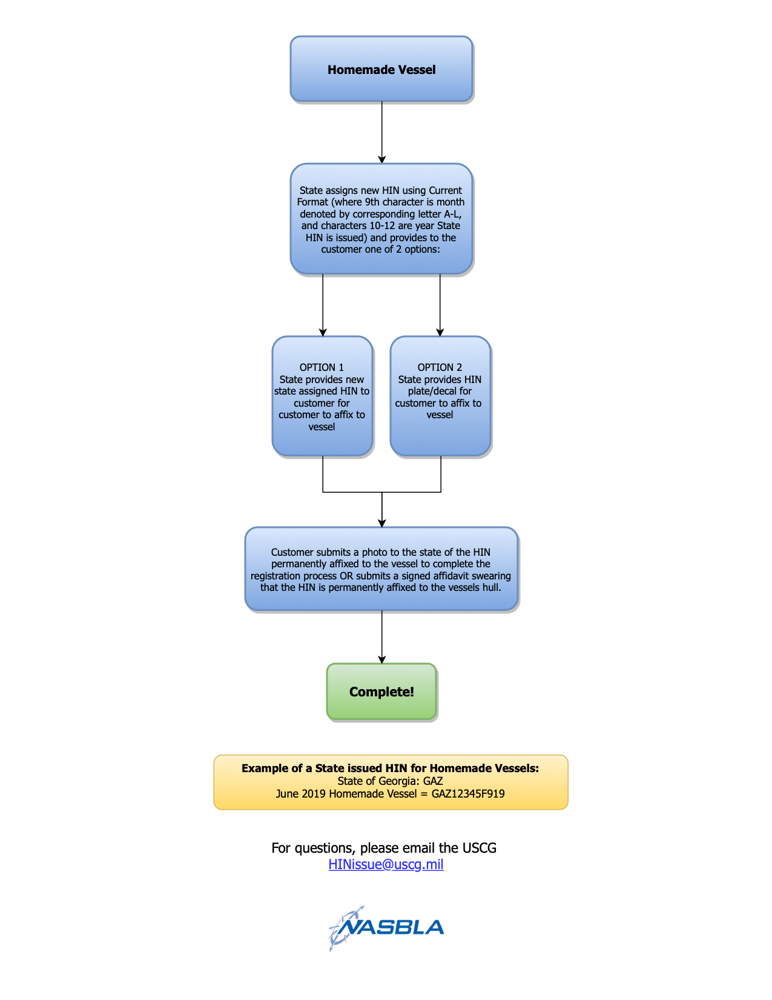 Homemade Vessel
State assigns new HIN using Current
Format (where 9th character is month
denoted by corresponding letter A-L,
and characters 10-12 are year State
HIN is issued) and provides to the
customer one of 2 options:
OPTION 1
State provides new
state assigned HIN to
customer for
customer to affix to
vessel
OPTION 2
State provides HIN
plate/decal for
customer to affix to
vessel
Customer submits a photo to the state of the HIN
permanently affixed to the vessel to complete the
registration process OR submits a signed affidavit swearing
that the HIN is permanently affixed to the vessels hull.
Complete!
Example of a State issued HIN for Homemade Vessels:
State of Georgia: GAZ
June 2019 Homemade Vessel = GAZ12345F919
For questions, please email the USCG
HINissue@uscg.mil
NASBLA